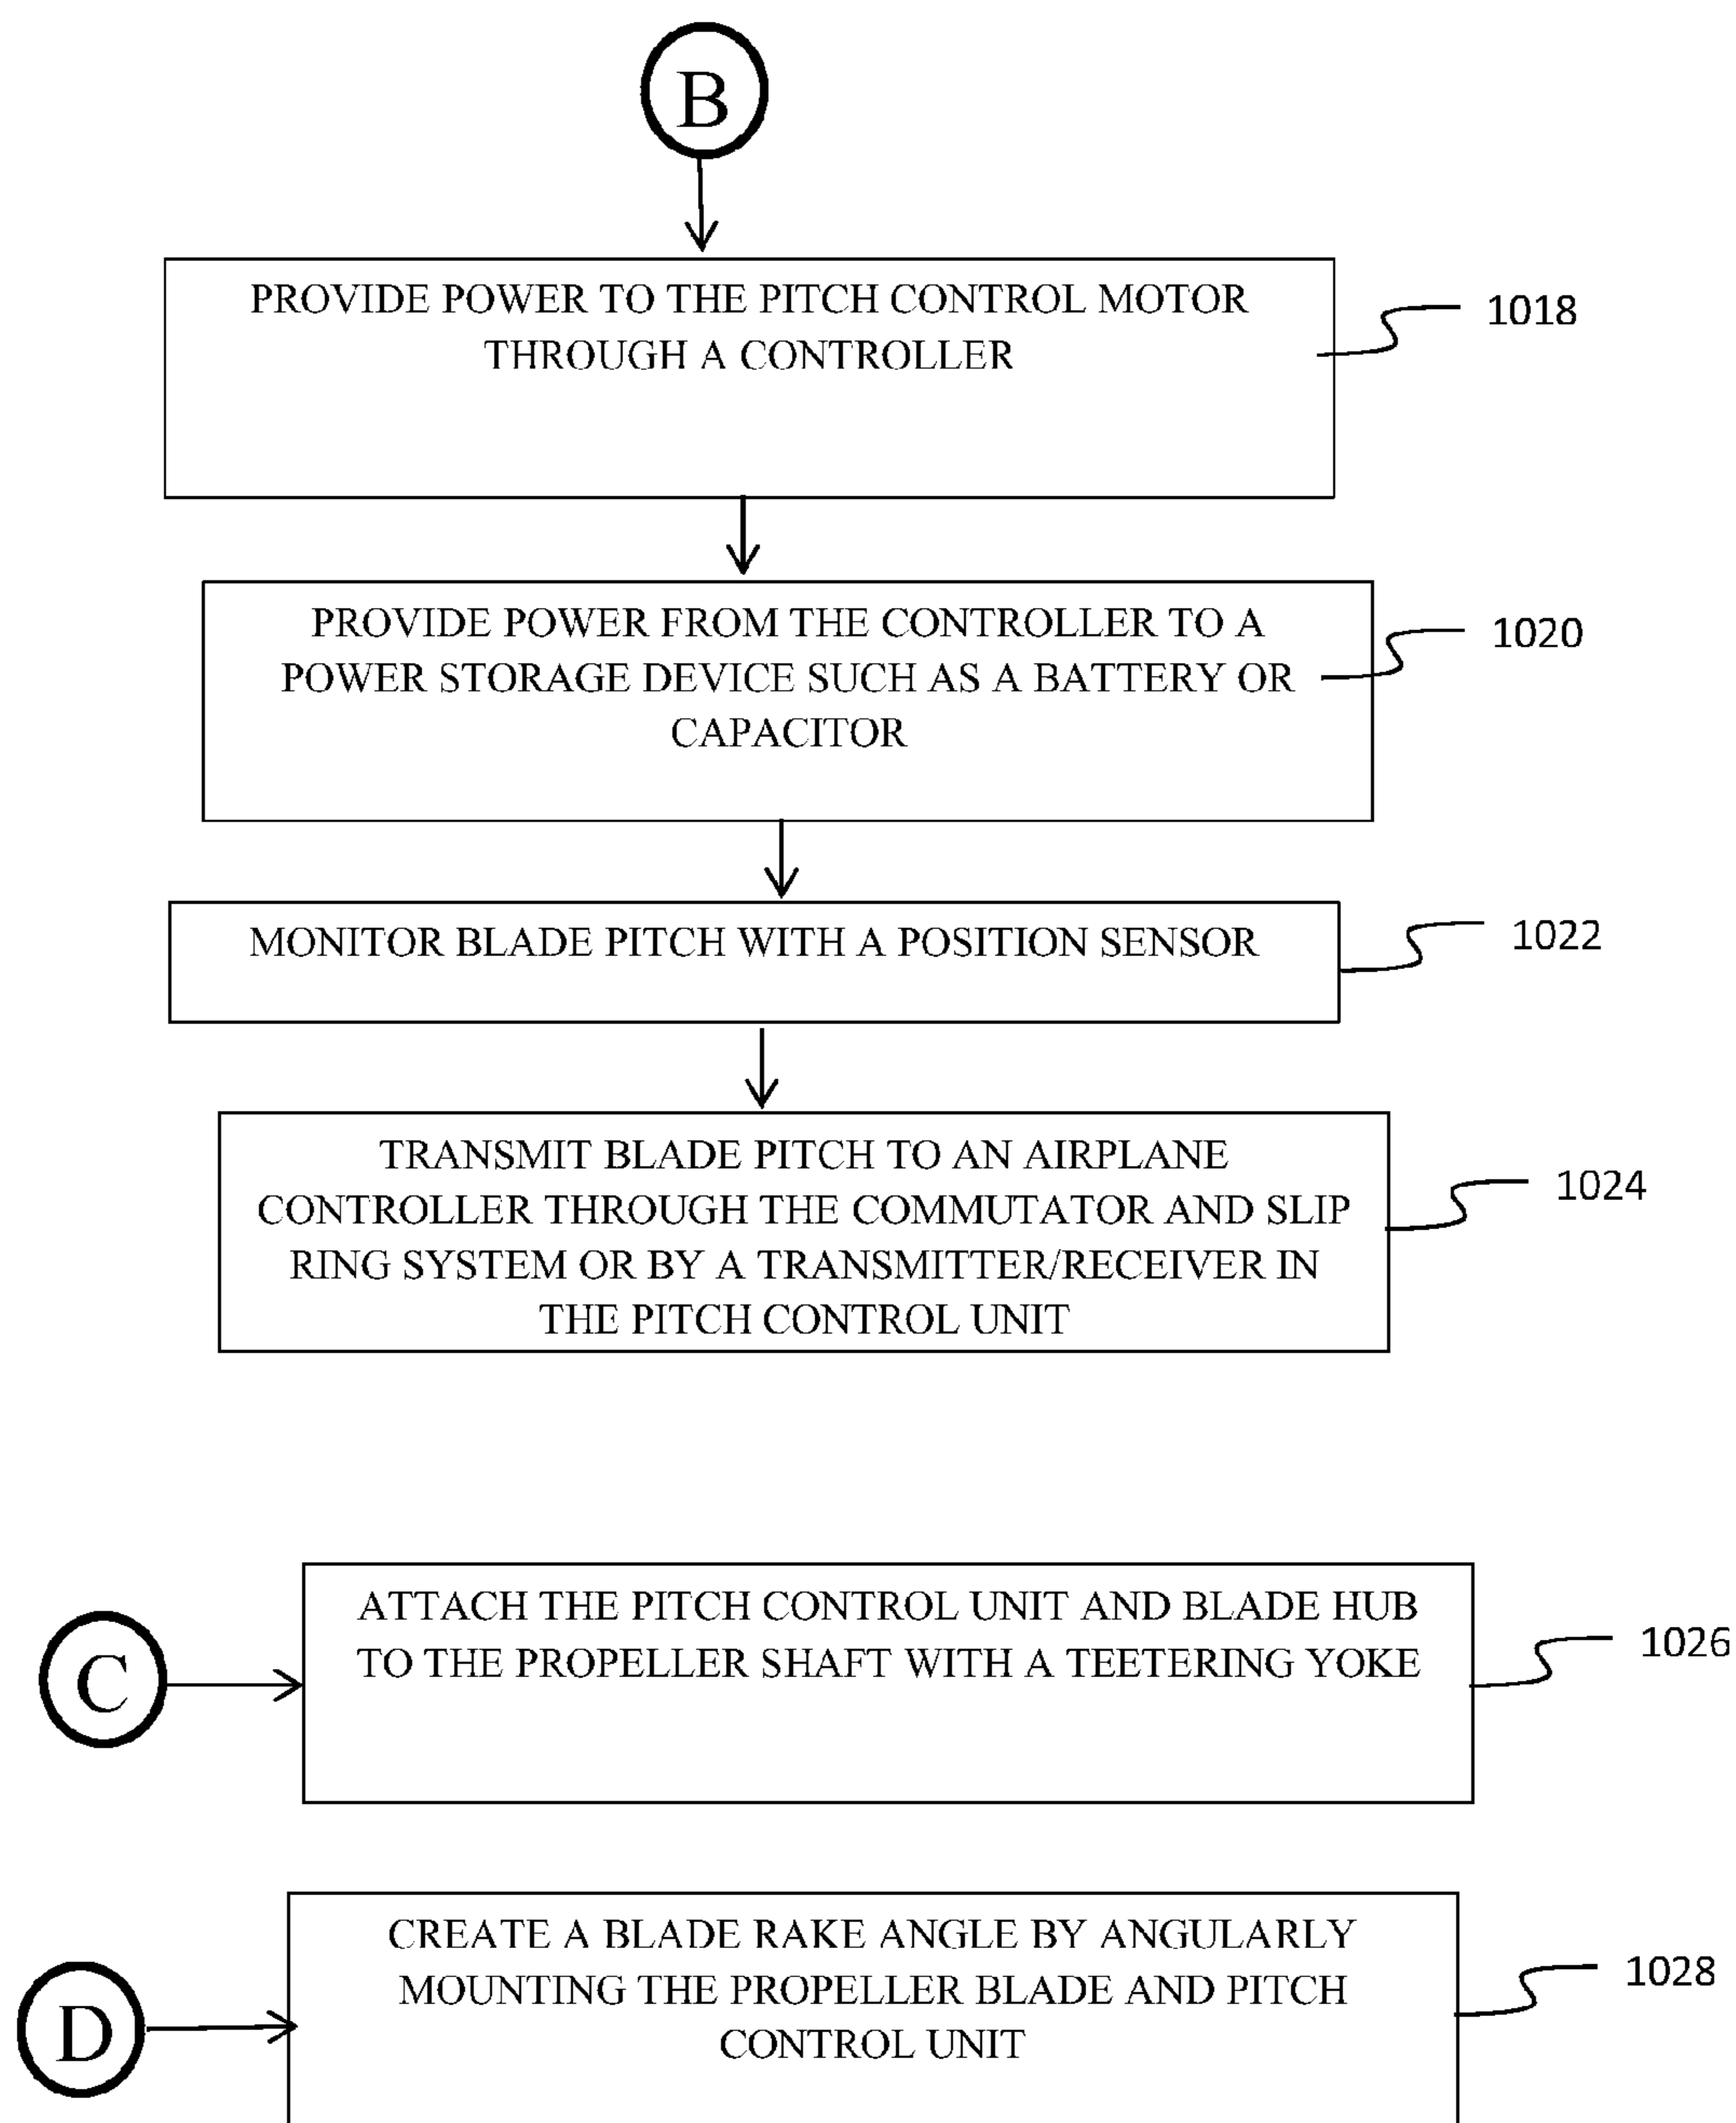 B
PROVIDE POWER TO THE PITCH CONTROL MOTOR
THROUGH A CONTROLLER
1018
PROVIDE POWER FROM THE CONTROLLER TO A
POWER STORAGE DEVICE SUCH AS A BATTERY OR
CAPACITOR
1020
MONITOR BLADE PITCH WITH A POSITION SENSOR
1022
TRANSMIT BLADE PITCH TO AN AIRPLANE
CONTROLLER THROUGH THE COMMUTATOR AND SLIP
RING SYSTEM OR BY A TRANSMITTER/RECEIVER IN
THE PITCH CONTROL UNIT
1024
C
ATTACH THE PITCH CONTROL UNIT AND BLADE HUB
TO THE PROPELLER SHAFT WITH A TEETERING YOKE
1026
D
CREATE A BLADE RAKE ANGLE BY ANGULARLY
MOUNTING THE PROPELLER BLADE AND PITCH
CONTROL UNIT
1028